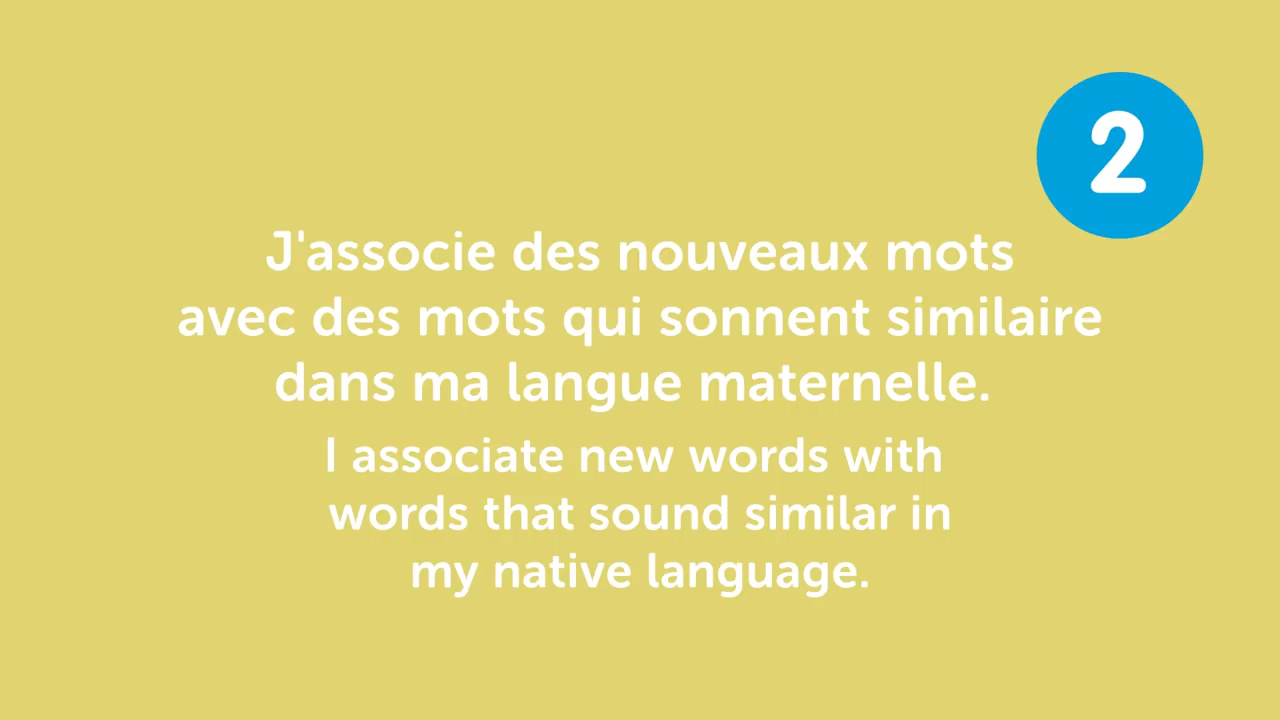 2
J'associe des nouveaux mots
avec des mots qui sonnent similaire
dans ma langue maternelle.
I associate new words with
words that sound similar in
my native language.